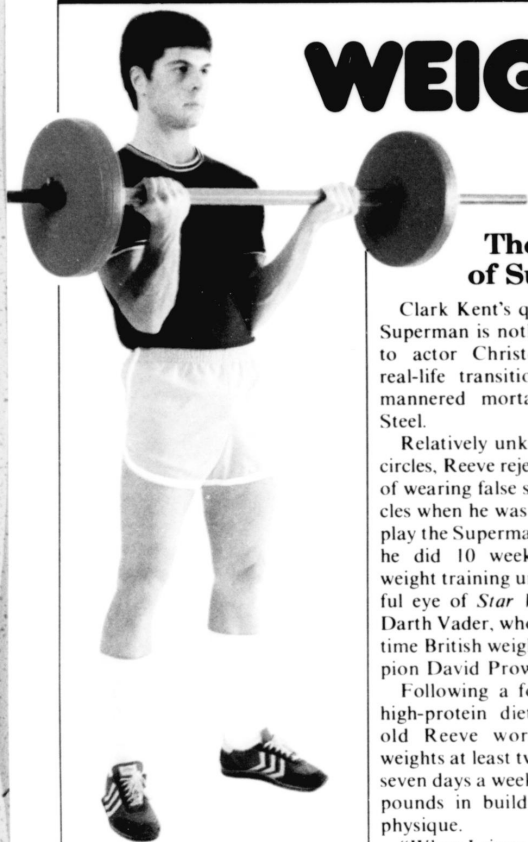 WEIG
The
of Su
Clark Kent's q
Superman is not
to actor Christ
real-life transitio
mannered morta
Steel.
Relatively unk
circles, Reeve reje
of wearing false s
cles when he was
play the Superma
he did 10 week
weight training u
ful eye of Star
Darth Vader, who
time British weigh
pion David Prow
Following a fe
high-protein die
old Reeve wor
weights at least tw
seven days a week
pounds in build
physique.